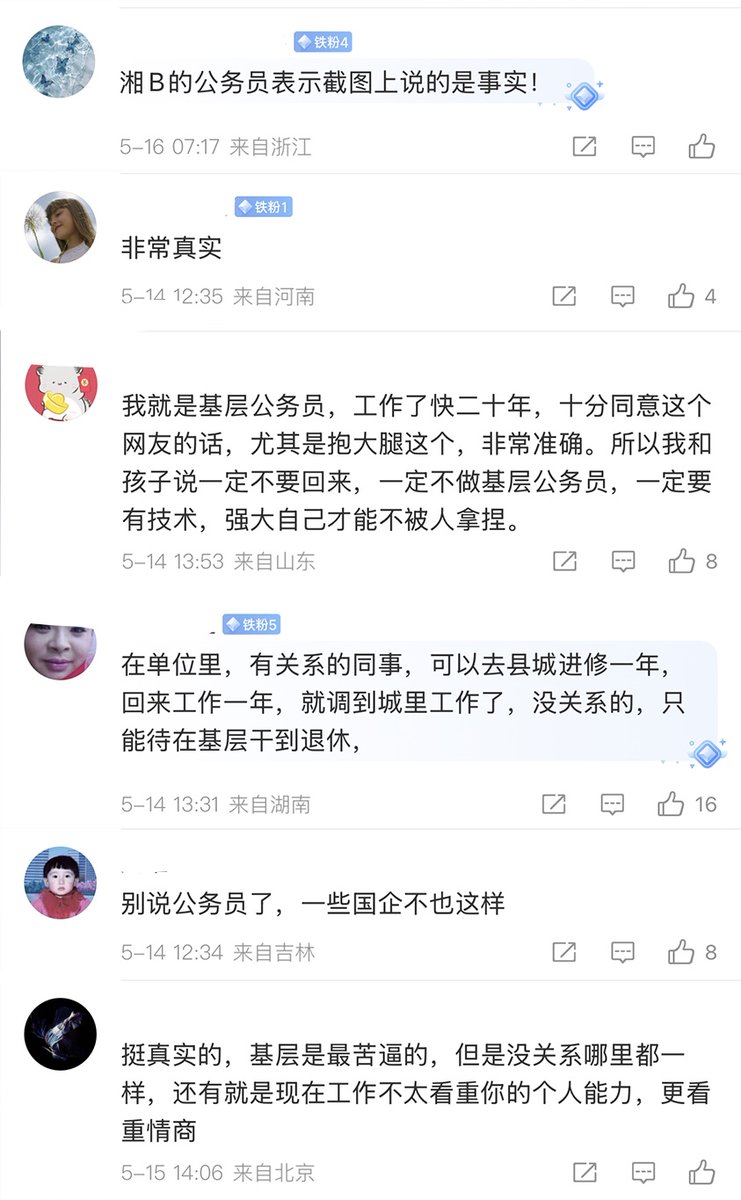 铁粉4
湘B的公务员表示截图上说的是事实！
5-16 07:17 来自浙江
铁粉1
非常真实
5-14 12:35 来自河南
4
我就是基层公务员，工作了快二十年，十分同意这个
网友的话，尤其是抱大腿这个，非常准确。所以我和
孩子说一定不要回来，一定不做基层公务员，一定要
有技术，强大自己才能不被人拿捏。
5-14 13:53 来自山东
8
铁粉5
在单位里，有关系的同事，可以去县城进修一年，
回来工作一年，就调到城里工作了，没关系的，只
能待在基层干到退休，
5-14 13:31 来自湖南
16
别说公务员了，一些国企不也这样
5-14 12:34 来自吉林
8
挺真实的，基层是最苦逼的，但是没关系哪里都一
样，还有就是现在工作不太看重你的个人能力，更看
重情商
5-15 14:06 来自北京